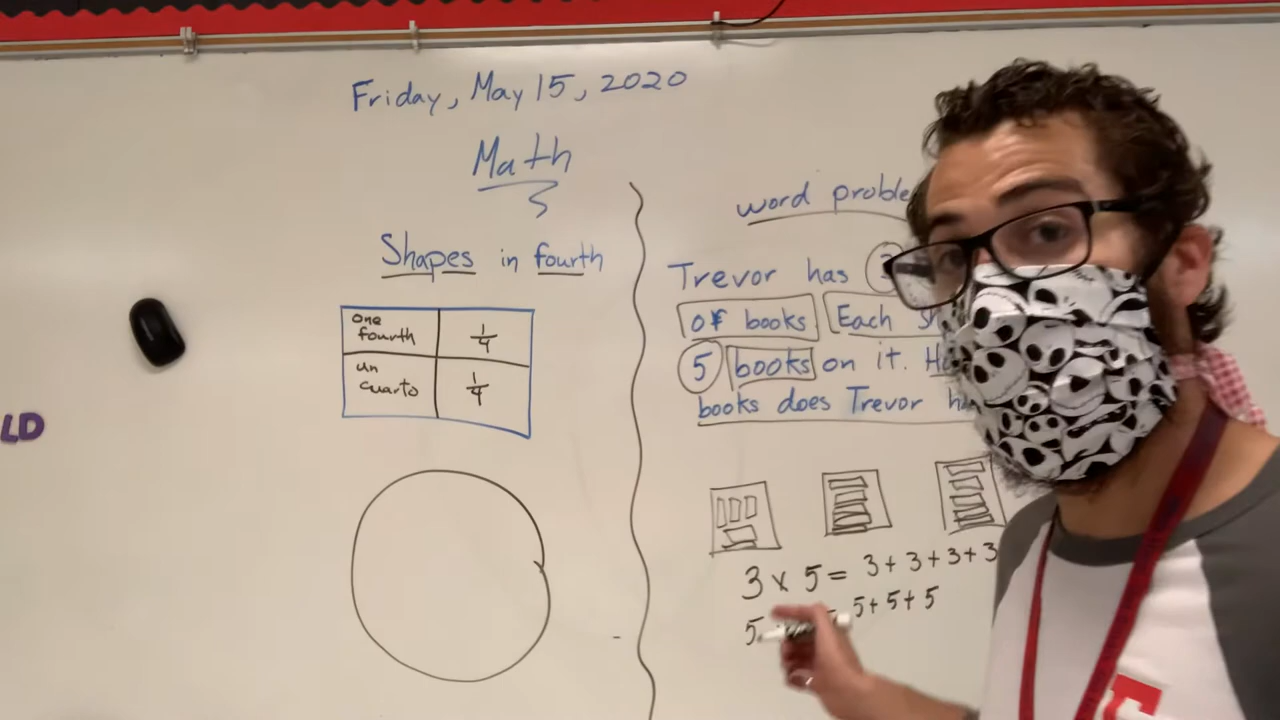 Friday, May 15, 2020
Math
Shapes in fourth
one fourth
1/4
un cuarto
1/4
LD
word
Trevor has 3
of books Each
5 books on it.
books does Trevor
3 x 5 = 3 + 3 + 3 + 3
5
5 + 5 + 5